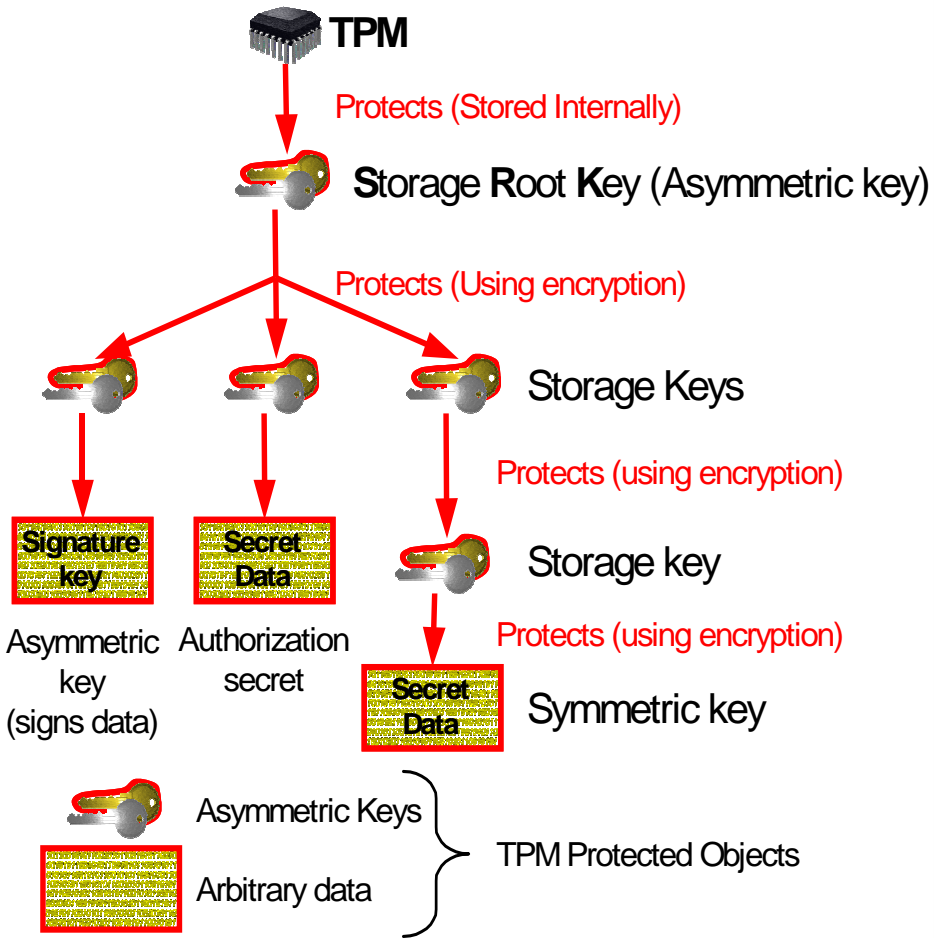 TPM
Protects (Stored Internally)
Storage Root Key (Asymmetric key)
Protects (Using encryption)
Storage Keys
Protects (using encryption)
Signature
key
Secret
Data
Storage key
Asymmetric
key
(signs data)
Authorization
secret
Protects (using encryption)
Secret
Data
Symmetric key
Asymmetric Keys
Arbitrary data
TPM Protected Objects